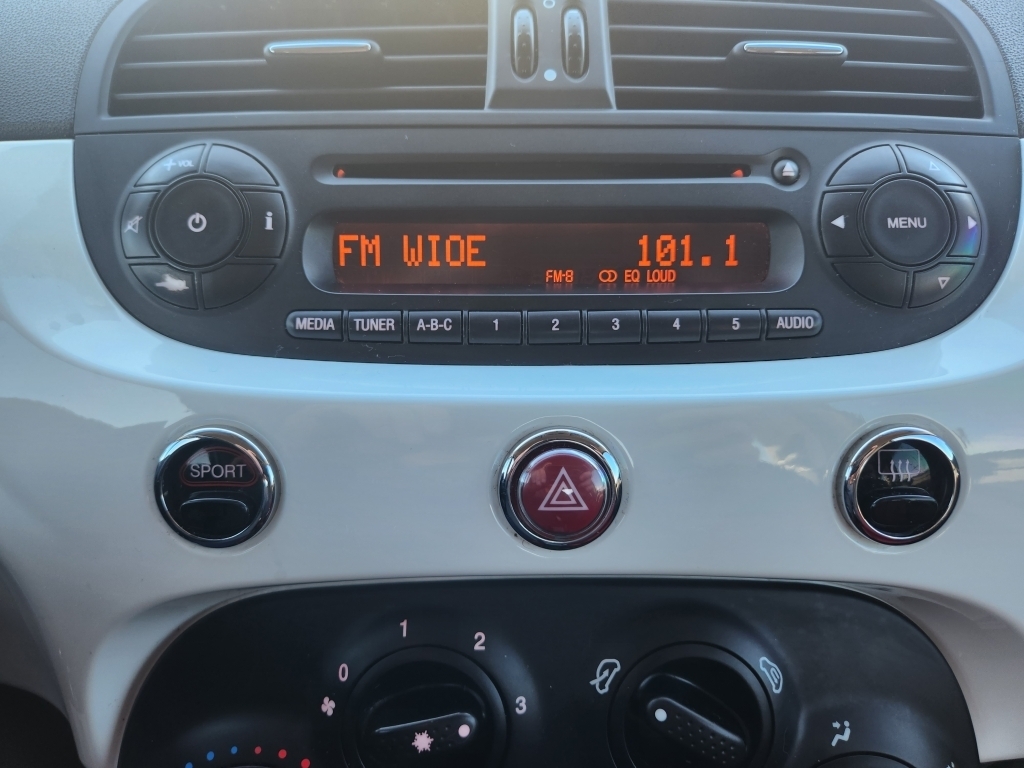 + VOL
i
MENU
FM WIOE 101.1
FM-8 EQ LOUD
MEDIA TUNER A-B-C 1 2 3 4 5 AUDIO
SPORT
0 1 2 3